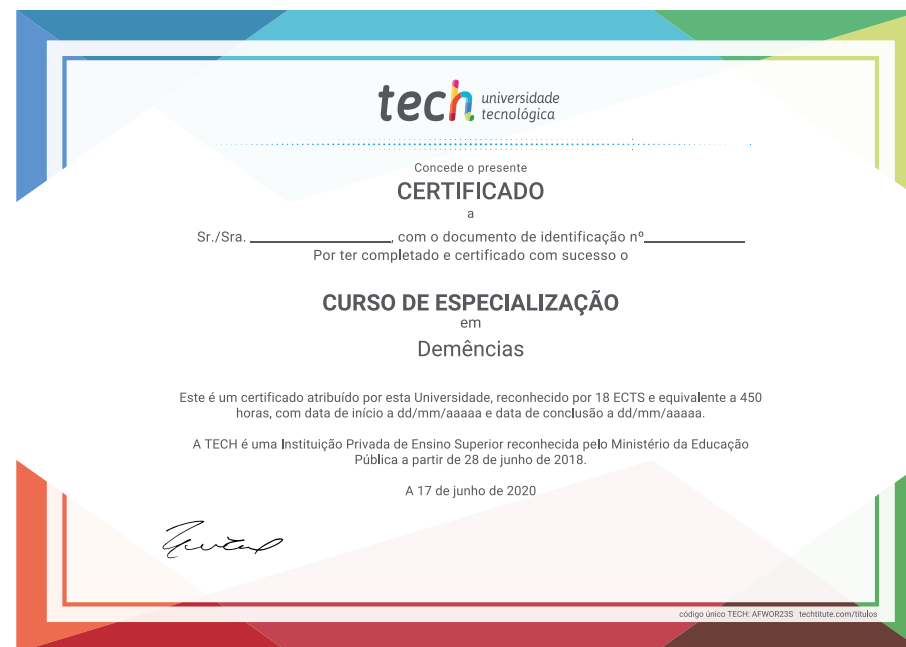 tech universidade
tecnológica
Concede o presente
CERTIFICADO
a
Sr./Sra. ____________, com o documento de identificação nº____________
Por ter completado e certificado com sucesso o
CURSO DE ESPECIALIZAÇÃO
em
Demências
Este é um certificado atribuído por esta Universidade, reconhecido por 18 ECTS e equivalente a 450
horas, com data de início a dd/mm/aaaaa e data de conclusão a dd/mm/aaaaa.
A TECH é uma Instituição Privada de Ensino Superior reconhecida pelo Ministério da Educação
Pública a partir de 28 de junho de 2018.
A 17 de junho de 2020
código único TECH: AFWOR23S techtitute.com/titulos